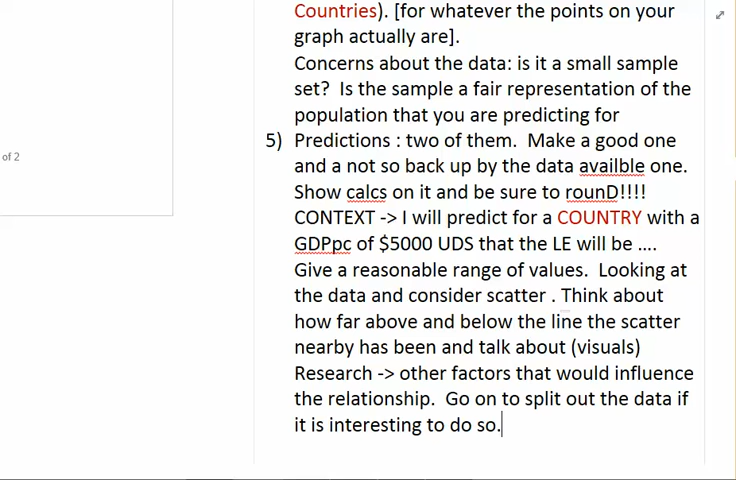 Countries). [for whatever the points on your
graph actually are].
Concerns about the data: is it a small sample
set?  Is the sample a fair representation of the
population that you are predicting for
of 2
5) Predictions : two of them.  Make a good one
and a not so back up by the data availble one.
Show calcs on it and be sure to rounD!!!!
CONTEXT -> I will predict for a COUNTRY with a
GDPpc of $5000 UDS that the LE will be ....
Give a reasonable range of values.  Looking at
the data and consider scatter . Think about
how far above and below the line the scatter
nearby has been and talk about (visuals)
Research -> other factors that would influence
the relationship.  Go on to split out the data if
it is interesting to do so.